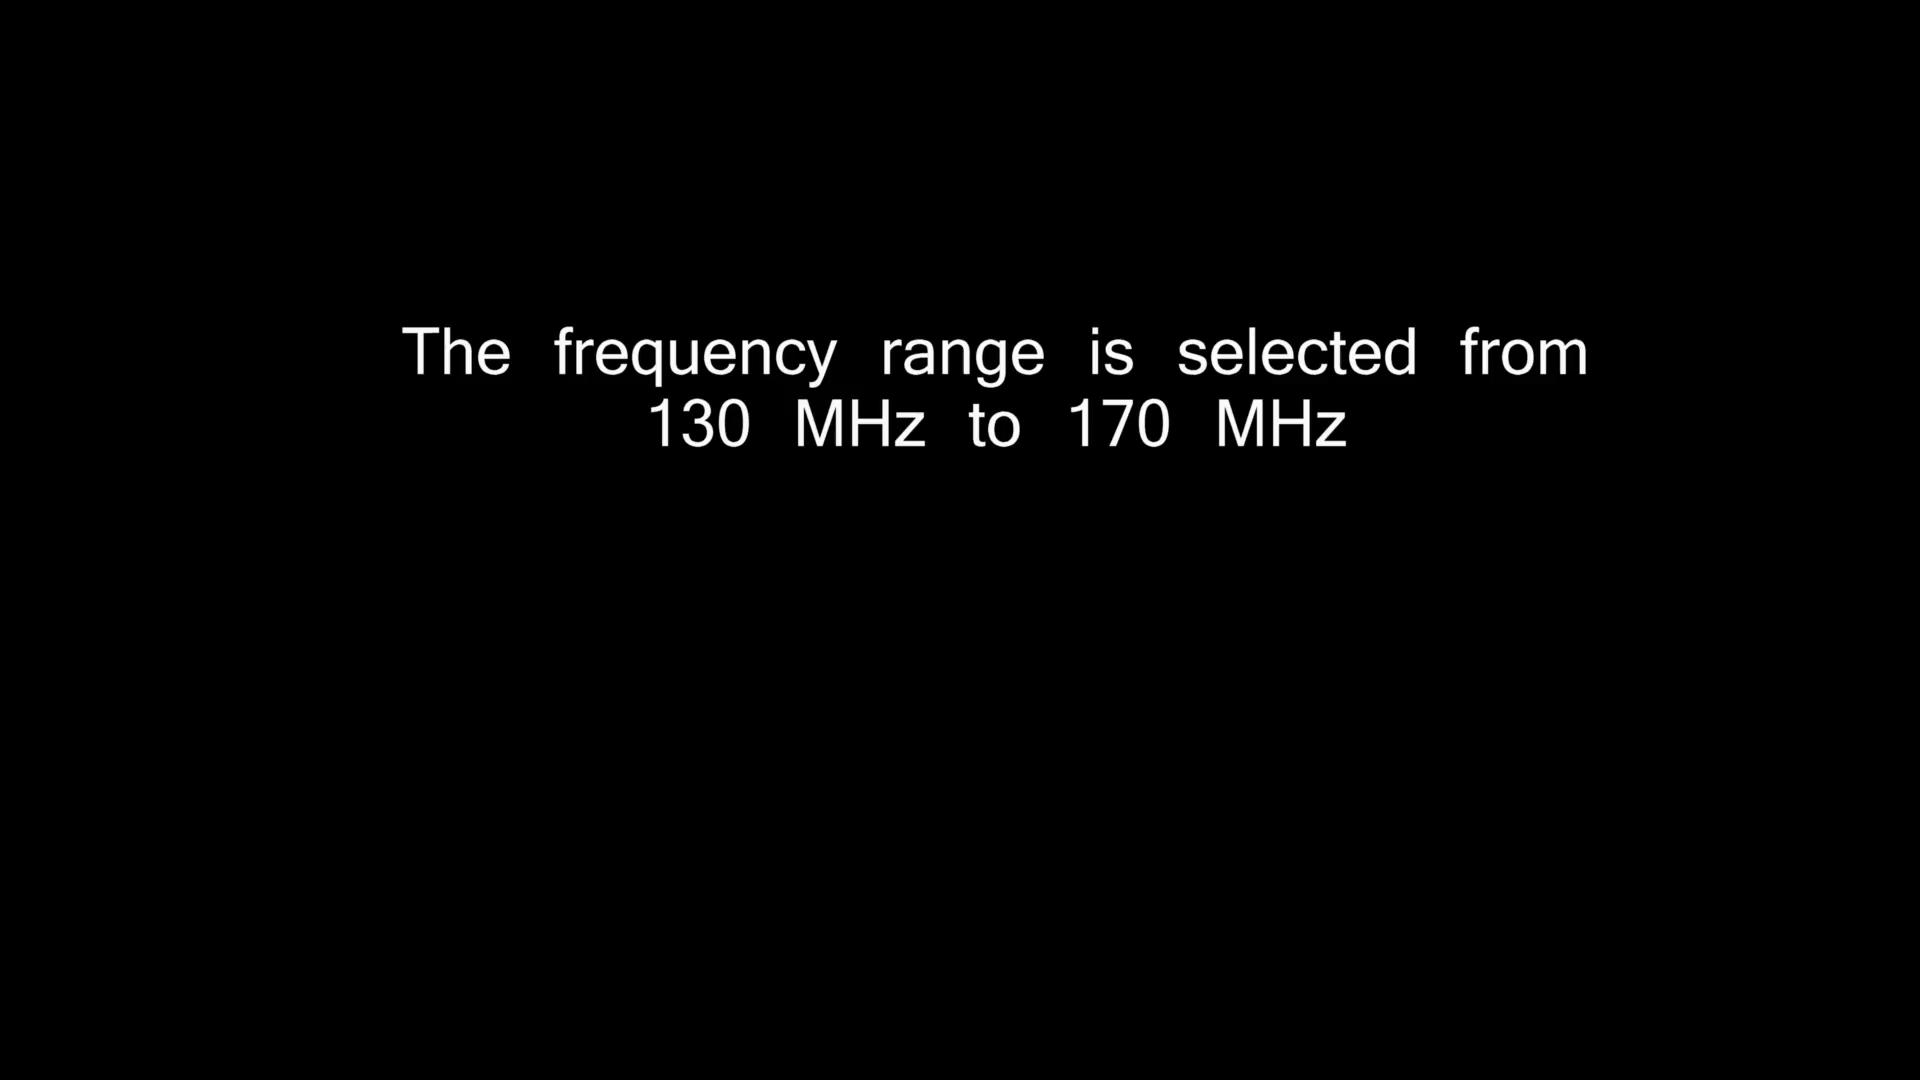 The frequency range is selected from
130 MHz to 170 MHz